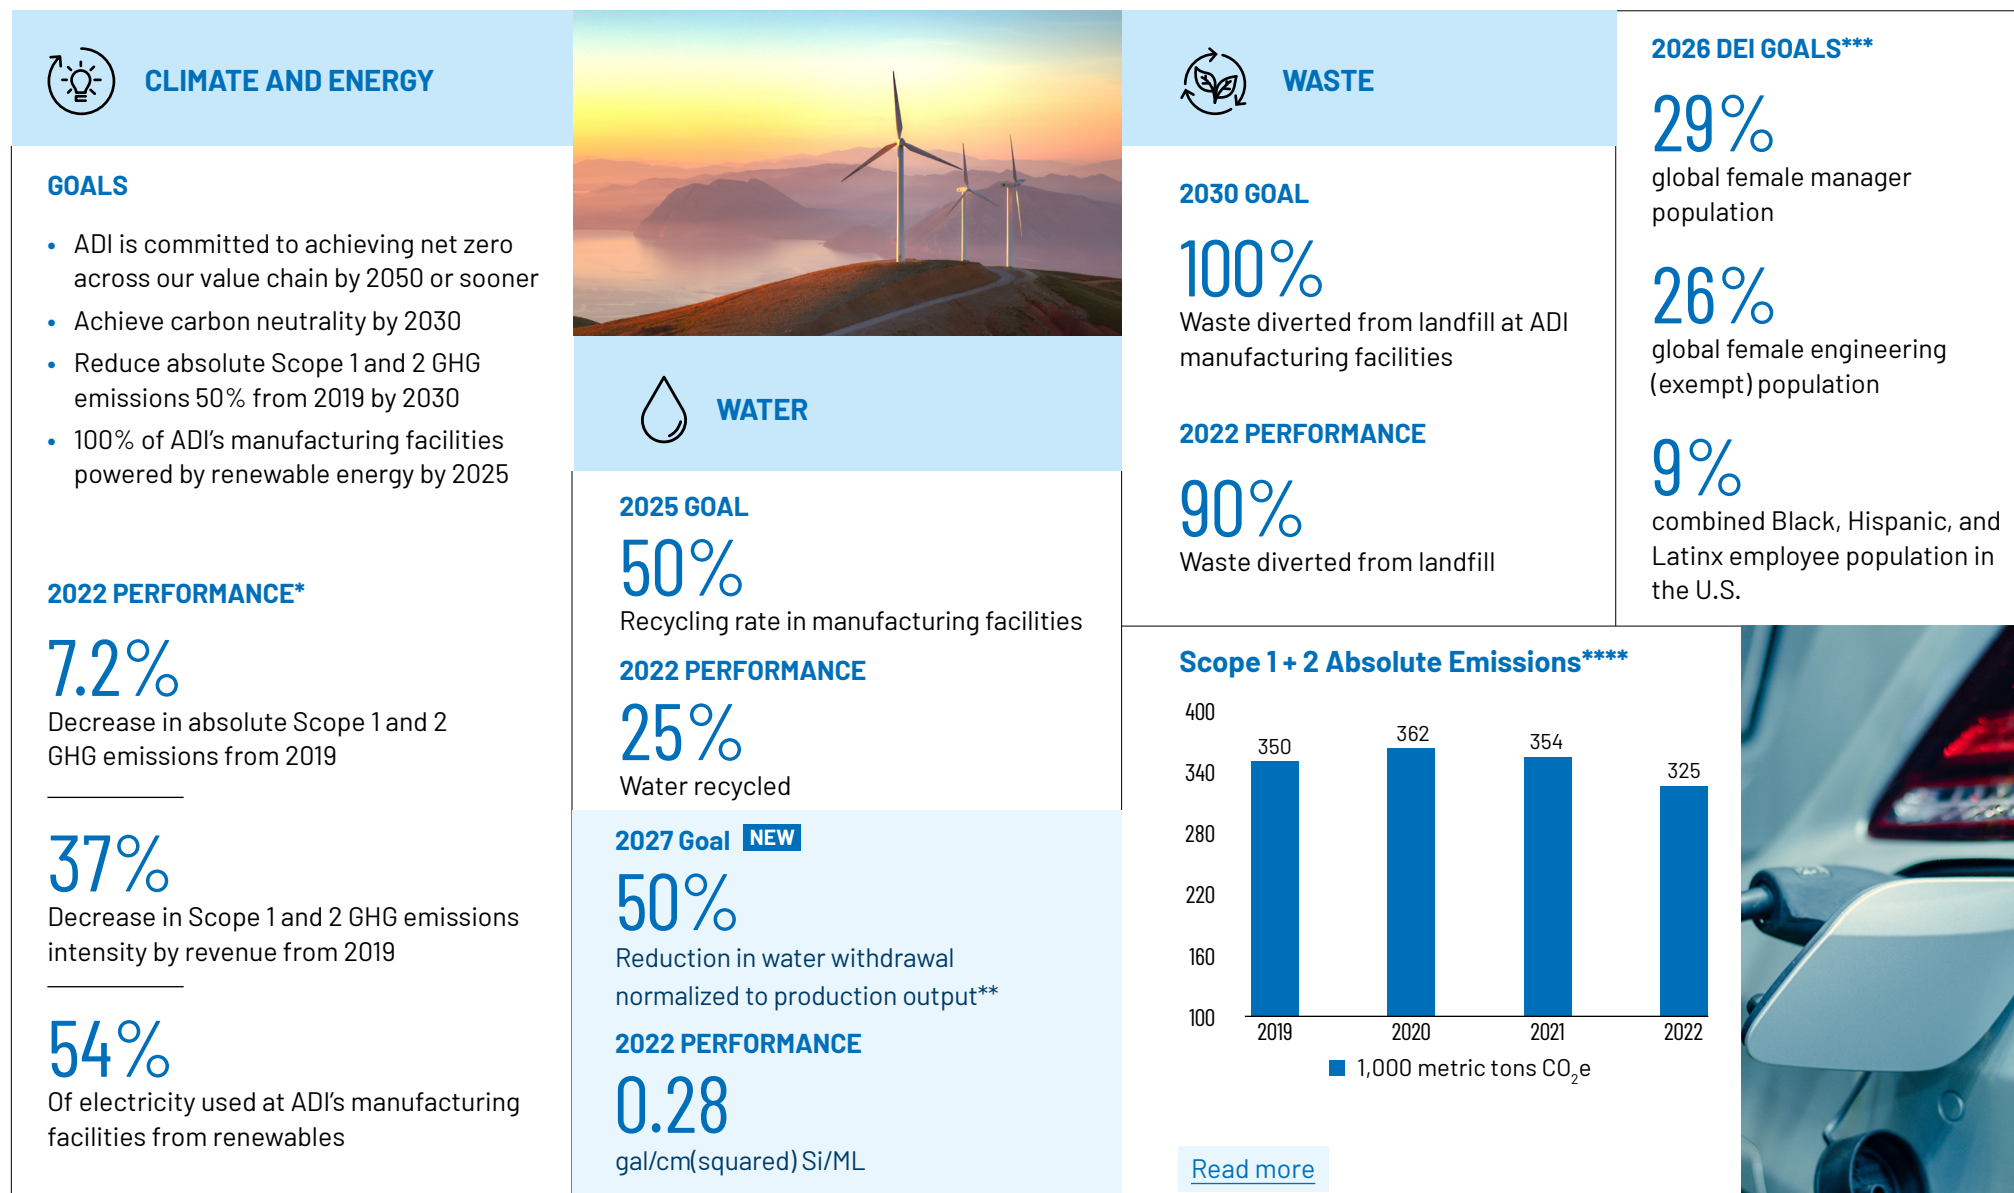 CLIMATE AND ENERGY
GOALS
• ADI is committed to achieving net zero
across our value chain by 2050 or sooner
• Achieve carbon neutrality by 2030
• Reduce absolute Scope 1 and 2 GHG
emissions 50% from 2019 by 2030
• 100% of ADI’s manufacturing facilities
powered by renewable energy by 2025
2022 PERFORMANCE*
7.2%
Decrease in absolute Scope 1 and 2
GHG emissions from 2019
37%
Decrease in Scope 1 and 2 GHG emissions
intensity by revenue from 2019
54%
Of electricity used at ADI’s manufacturing
facilities from renewables
WATER
2025 GOAL
50%
Recycling rate in manufacturing facilities
2022 PERFORMANCE
25%
Water recycled
2027 Goal NEW
50%
Reduction in water withdrawal
normalized to production output**
2022 PERFORMANCE
0.28
gal/cm(squared) Si/ML
WASTE
2030 GOAL
100%
Waste diverted from landfill at ADI
manufacturing facilities
2022 PERFORMANCE
90%
Waste diverted from landfill
2026 DEI GOALS***
29%
global female manager
population
26%
global female engineering
(exempt) population
9%
combined Black, Hispanic, and
Latinx employee population in
the U.S.
Scope 1 + 2 Absolute Emissions****
400
340
280
220
160
100
350
362
354
325
2019 2020 2021 2022
1,000 metric tons CO₂e
Read more